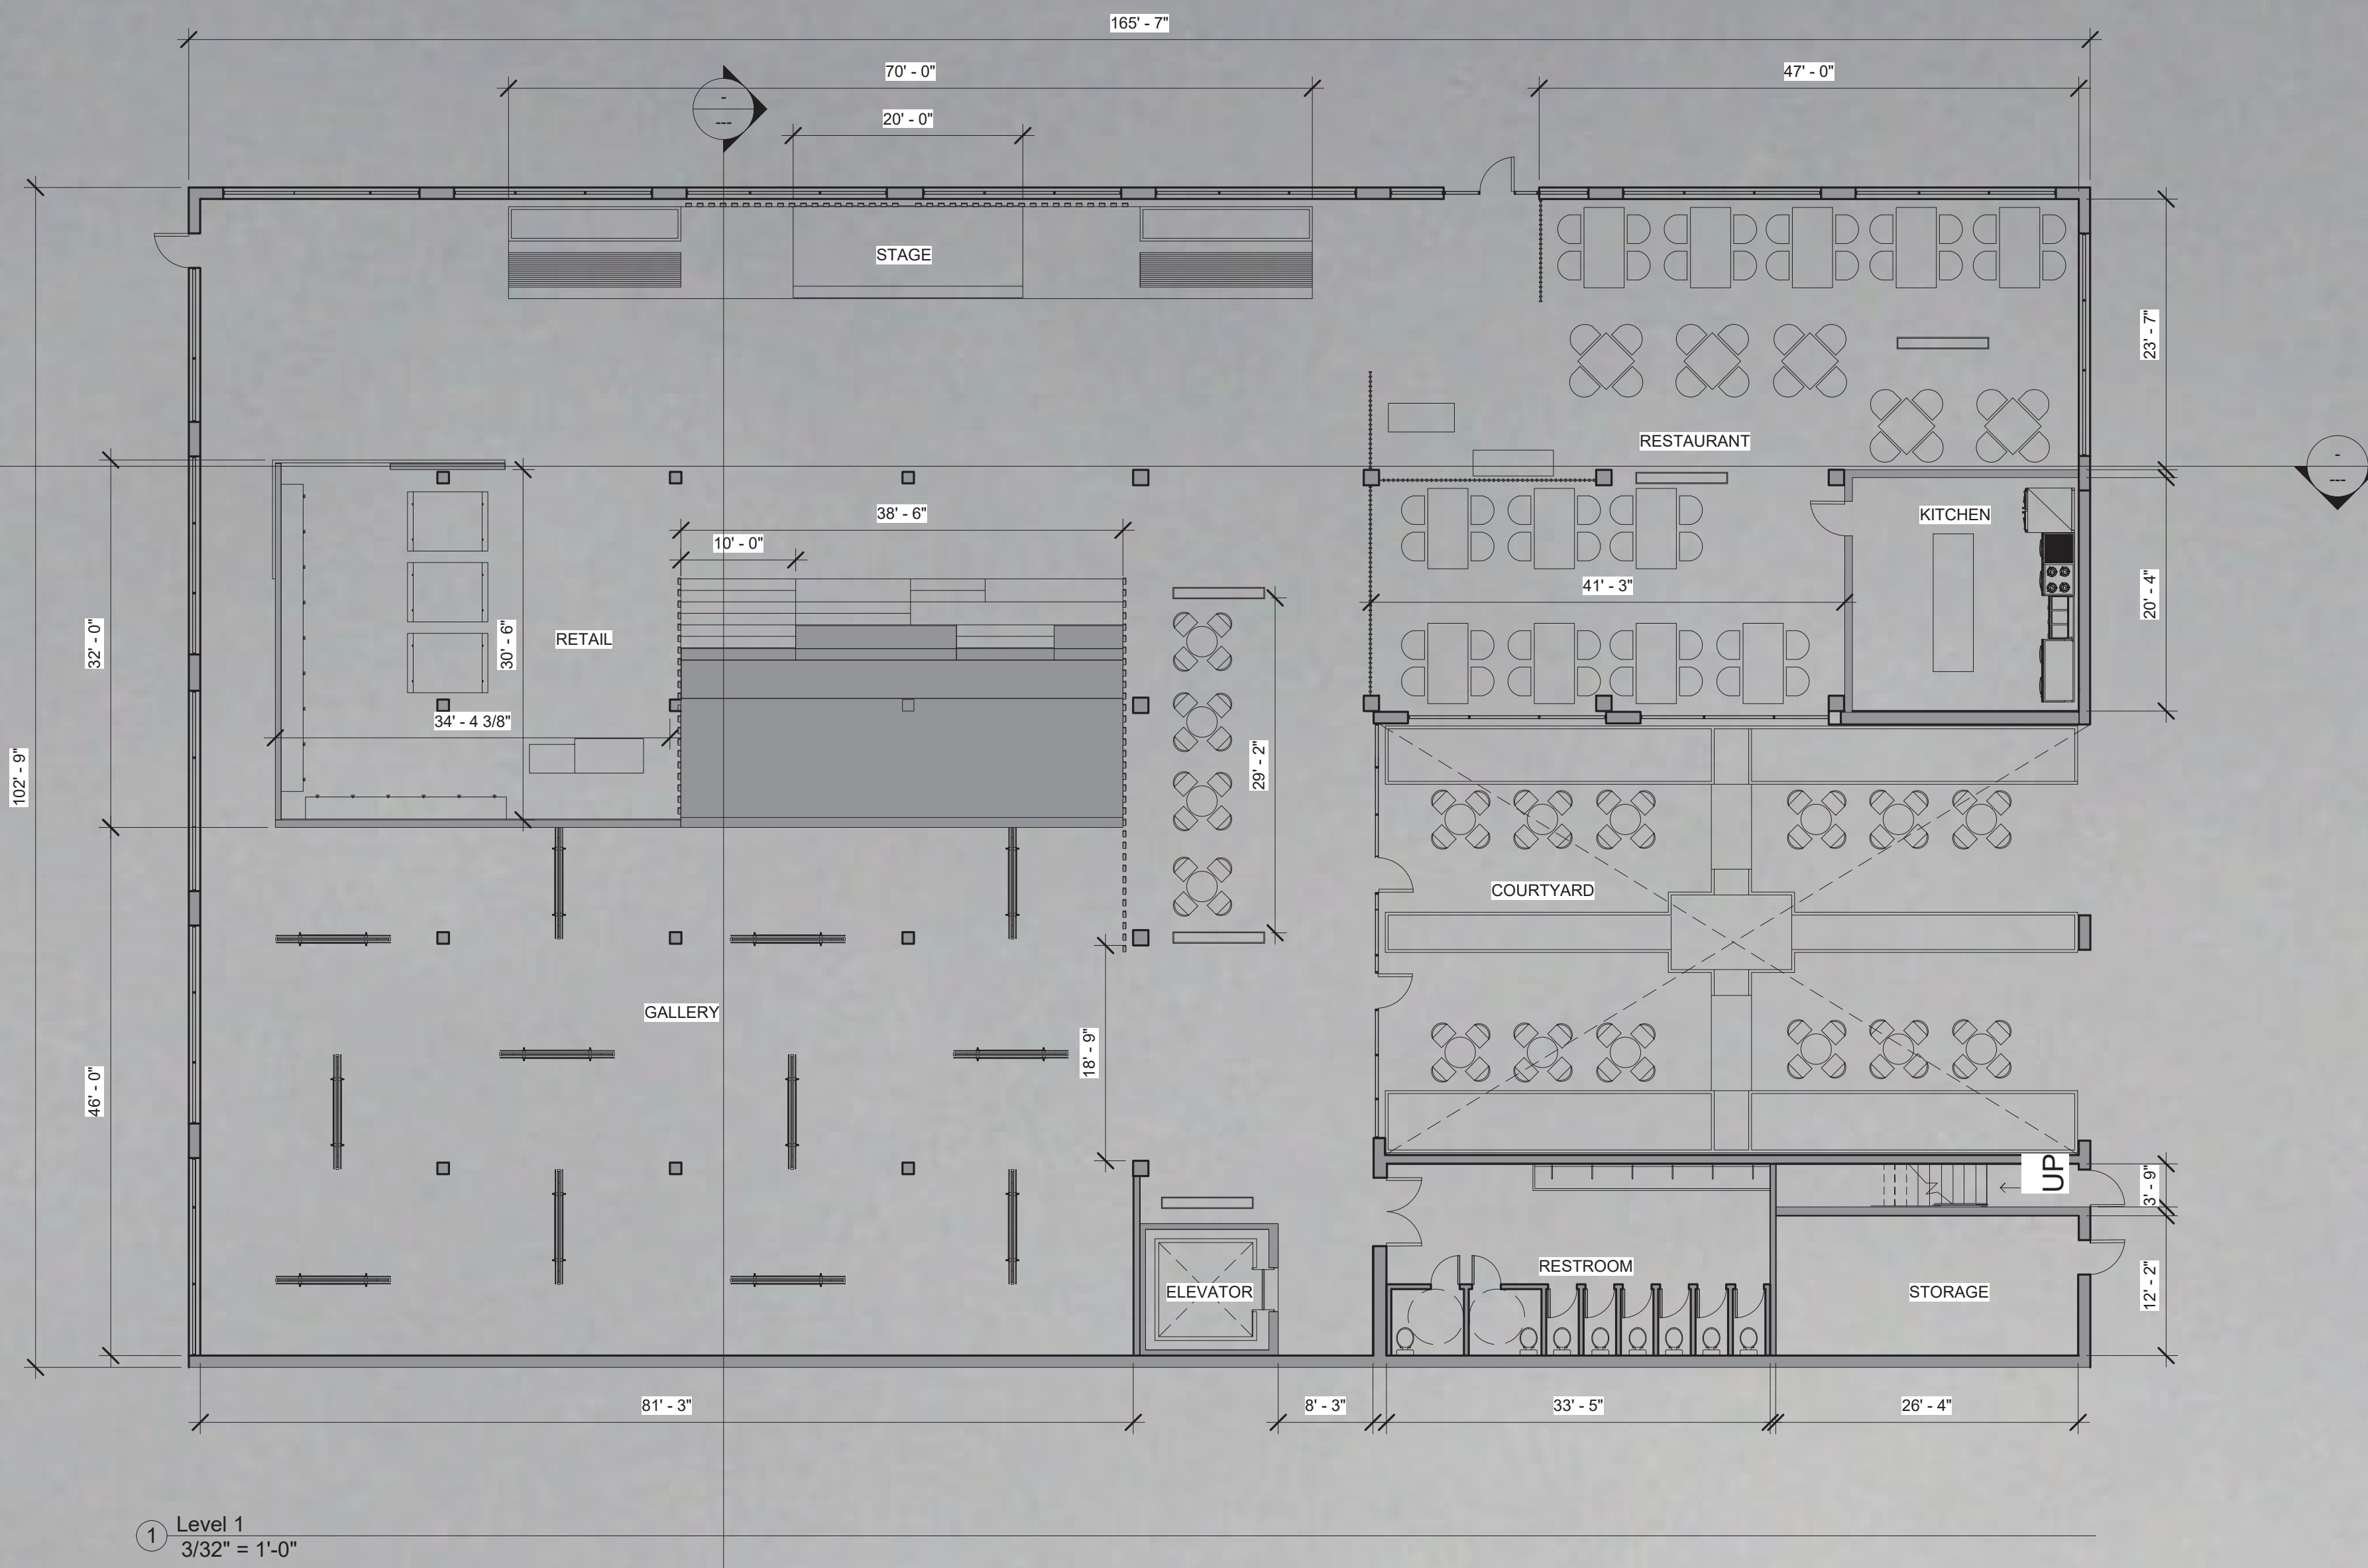 165' - 7"
70' - 0"
47' - 0"
-
---
20' - 0"
STAGE
23' - 7"
RESTAURANT
-
---
38' - 6"
KITCHEN
10' - 0"
41' - 3"
20' - 4"
32' - 0"
30' - 6"
RETAIL
34' - 4 3/8"
29' - 2"
102' - 9"
COURTYARD
GALLERY
18' - 9"
46' - 0"
UP
3' - 9"
RESTROOM
ELEVATOR
STORAGE
12' - 2"
81' - 3"
8' - 3"
33' - 5"
26' - 4"
1
Level 1
3/32" = 1'-0"